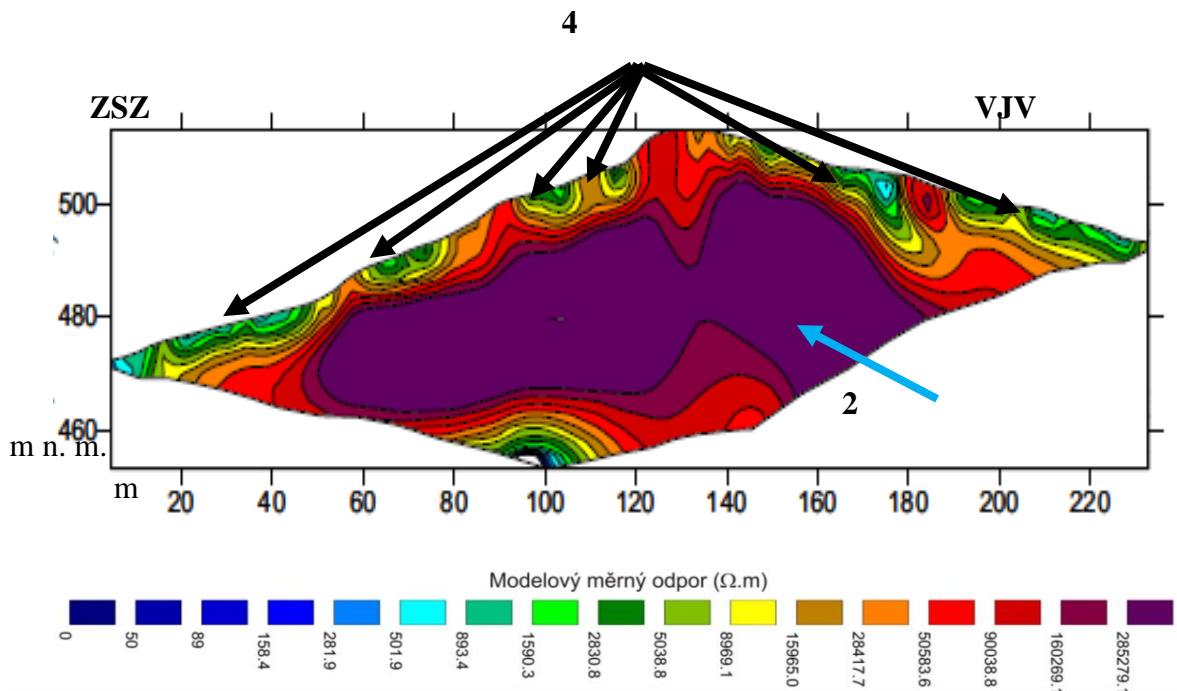 4
ZSZ VJV
500
480
2
460
m n. m.
m
20 40 60 80 100 120 140 160 180 200 220
Modelový měrný odpor (Ω.m)
0 50 89 158.4 281.9 501.9 893.4 1590.3 2830.8 5038.8 8969.1 15965.0 28417.7 50583.6 90038.8